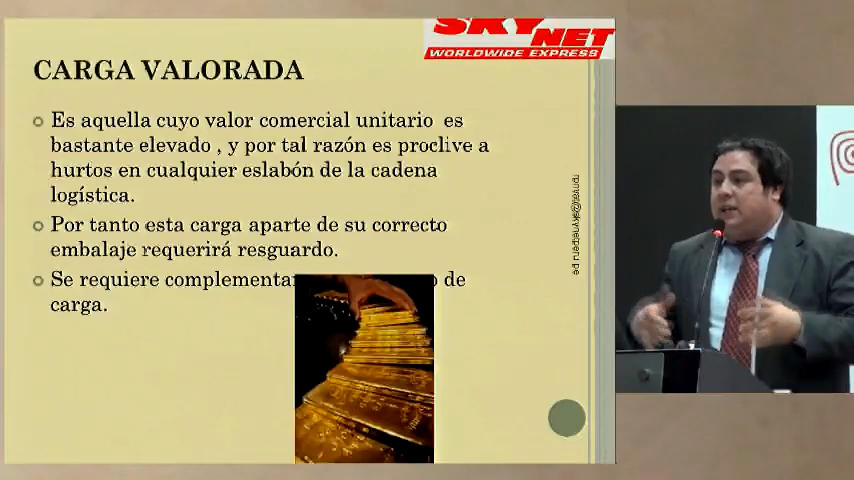 SKY
NET
WORLDWIDE EXPRESS
CARGA VALORADA
Es aquella cuyo valor comercial unitario es
bastante elevado , y por tal razón es proclive a
hurtos en cualquier eslabón de la cadena
logística.
Por tanto esta carga aparte de su correcto
embalaje requerirá resguardo.
Se requiere complementar
de
carga.